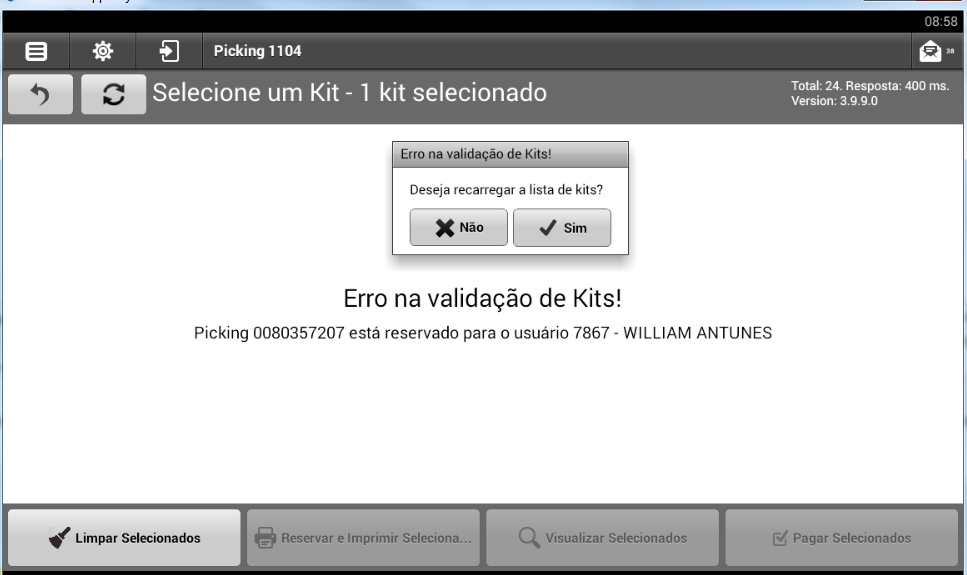 08:58
Picking 1104
38
Selecione um Kit - 1 kit selecionado
Total: 24. Resposta: 400 ms.
Version: 3.9.9.0
Erro na validação de Kits!
Deseja recarregar a lista de kits?
Não
Sim
Erro na validação de Kits!
Picking 0080357207 está reservado para o usuário 7867 - WILLIAM ANTUNES
Limpar Selecionados
Reservar e Imprimir Seleciona...
Visualizar Selecionados
Pagar Selecionados